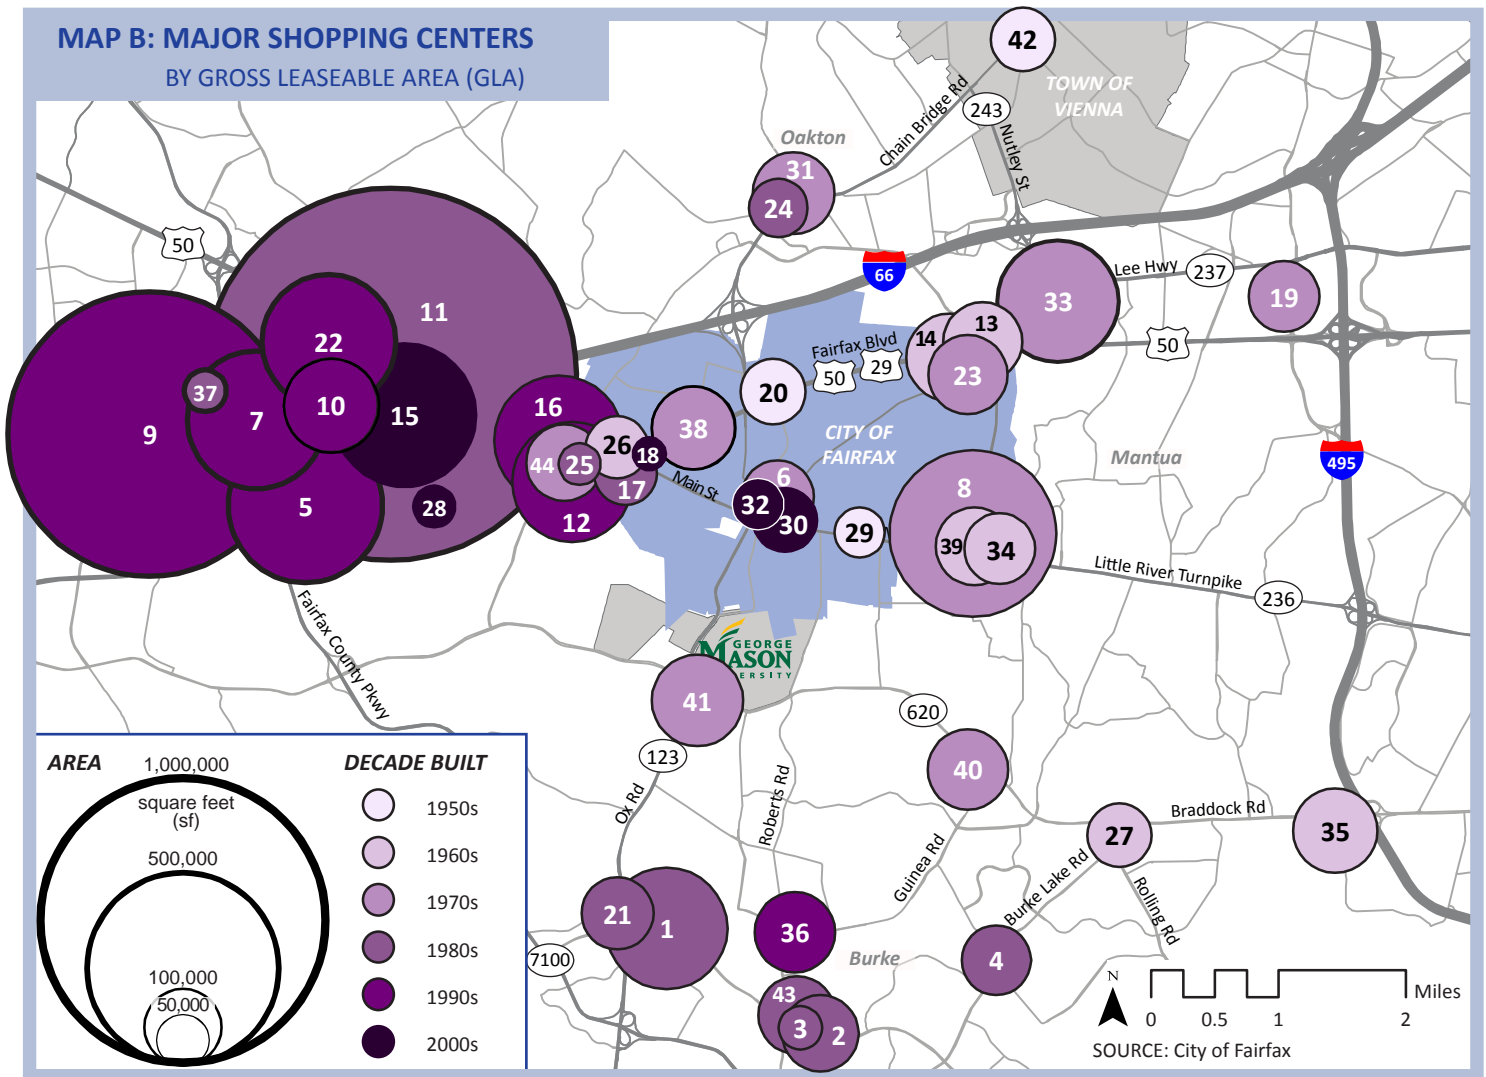 MAP B: MAJOR SHOPPING CENTERS
BY GROSS LEASEABLE AREA (GLA)
42
TOWN OF
VIENNA
243
Chain Bridge Rd
Nutley St
Oakton
31
24
50
66
Lee Hwy
237
33
19
11
22
13
14
Fairfax Blvd
29
50
50
23
37
10
15
7
9
20
16
38
26
18
44
25
17
12
CITY OF
FAIRFAX
Mantua
495
Main St
6
32
30
29
8
39
34
28
5
Little River Turnpike
236
Fairfax County Pkwy
GEORGE
MASON
ERSITY
41
620
123
40
Ox Rd
Roberts Rd
Guinea Rd
Braddock Rd
27
35
Burke Lake Rd
Rolling Rd
21
1
36
Burke
4
7100
43
3
2
AREA
1,000,000
square feet
(sf)
500,000
100,000
50,000
DECADE BUILT
1950s
1960s
1970s
1980s
1990s
2000s
N
Miles
0 0.5 1 2
SOURCE: City of Fairfax